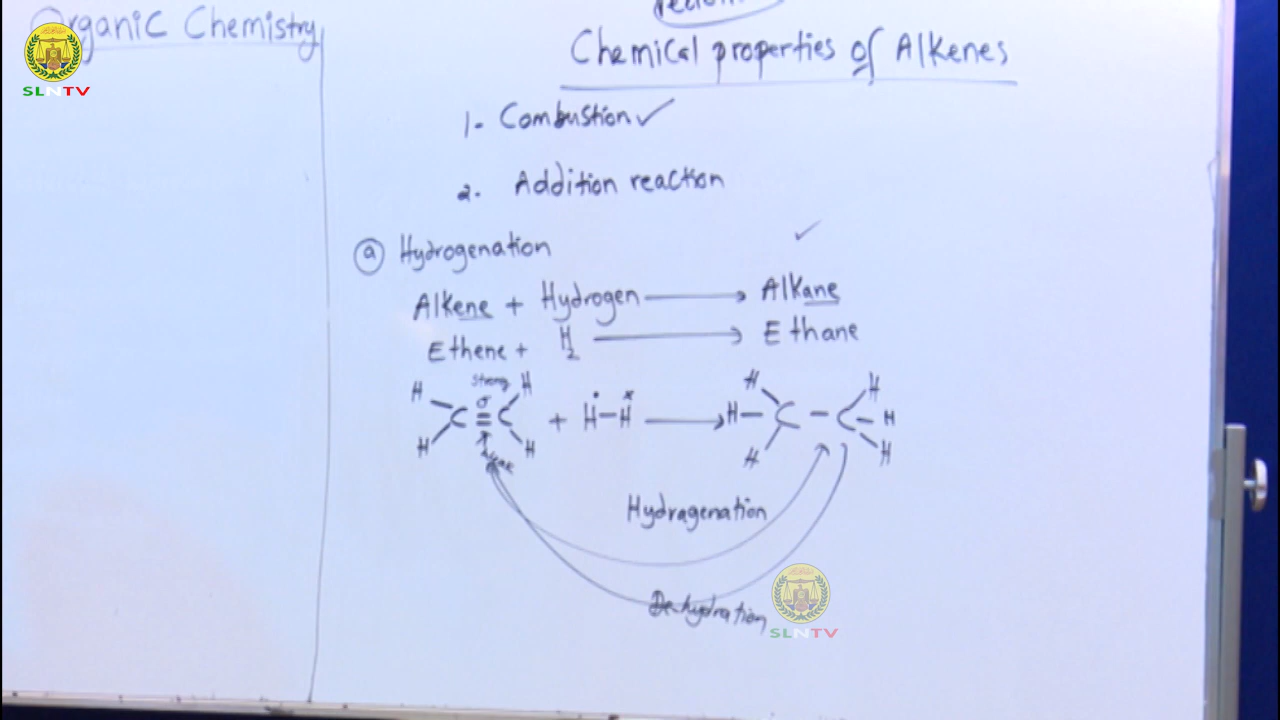 Organic Chemistry
SLNTV
Chemical properties of Alkenes
1- Combustion ✓
2. Addition reaction
ⓐ Hydrogenation ✓
Alkene + Hydrogen ⟶ Alkane
Ethene + H₂ ⟶ Ethane
Strong
H H H H
C σ C + H—H ⟶ H—C—C—H
H H H H
Hydragenation
Dehydration
SLNTV